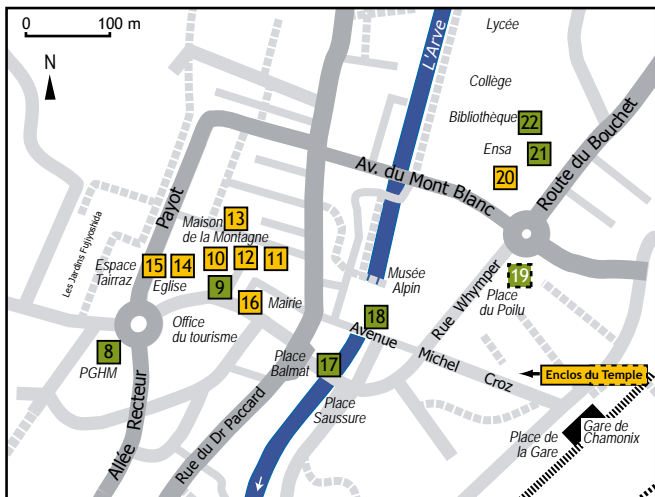 0 100 m
N
Lycée
L'Arve
Collège
Bibliothèque
22
21
Ensa
20
Route du Bouchet
Av. du Mont Blanc
Payot
Les Jardins Fujiyoshida
13
Maison
de la Montagne
Espace
Tairraz
15
14
10
12
11
Eglise
9
16
Mairie
Musée
Alpin
19
Place
du Poilu
Rue Whymper
18
Office
du tourisme
8
PGHM
Avenue
Michel
Croz
Place
Balmat
17
Enclos du Temple
Place
Saussure
Rue du Dr Paccard
Allée
Recteur
Gare de
Chamonix
Place de
la Gare